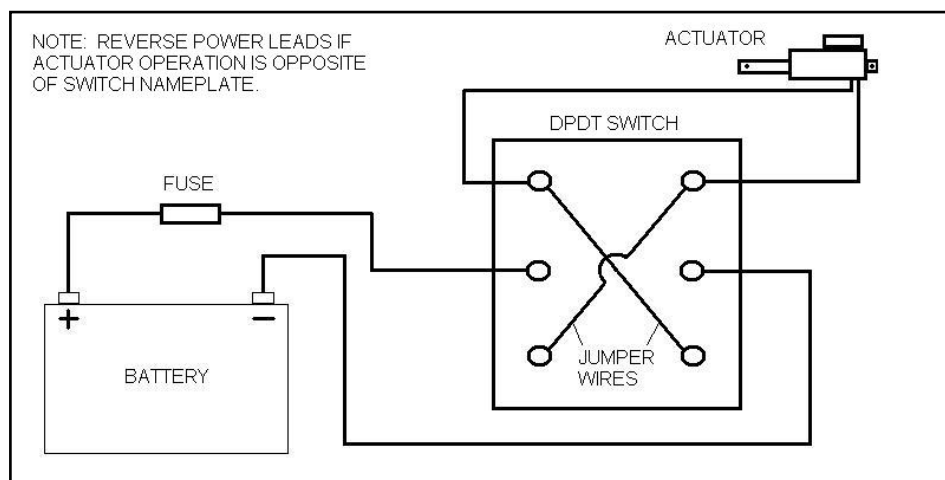 NOTE: REVERSE POWER LEADS IF
ACTUATOR OPERATION IS OPPOSITE
OF SWITCH NAMEPLATE.
ACTUATOR
DPDT SWITCH
FUSE
+ −
BATTERY
JUMPER
WIRES